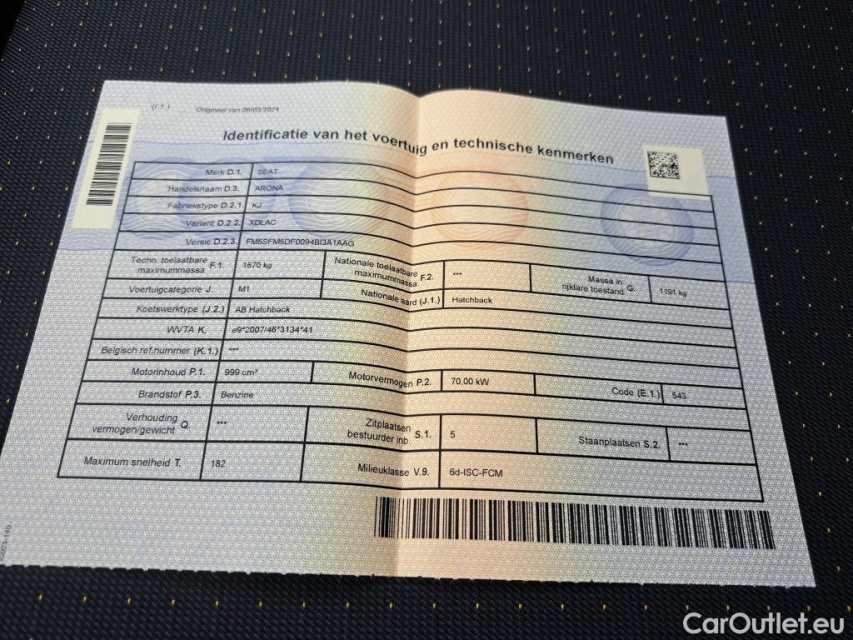 (I.1.) Origineel van 06/03/2024
Identificatie van het voertuig en technische kenmerken
Merk D.1. SEAT
Handelsnaam D.3. ARONA
Fabriekstype D.2.1. KJ
Variant D.2.2. XDLAC
Versie D.2.3. FM5SFM5DF0094BI3A1AAG
Techn. toelaatbare maximummassa F.1. 1670 kg Nationale toelaatbare maximummassa F.2. --- Massa in rijklare toestand G. 1191 kg
Voertuigcategorie J. M1 Nationale aard (J.1.) Hatchback
Koetswerktype (J.2.) AB Hatchback
WVTA K. e9*2007/46*3134*41
Belgisch ref.nummer (K.1.) ---
Motorinhoud P.1. 999 cm³ Motorvermogen P.2. 70,00 kW Code (E.1.) 543
Brandstof P.3. Benzine
Verhouding vermogen/gewicht Q. --- Zitplaatsen bestuurder inb. S.1. 5 Staanplaatsen S.2. ---
Maximum snelheid T. 182 Milieuklasse V.9. 6d-ISC-FCM
CarOutlet.eu